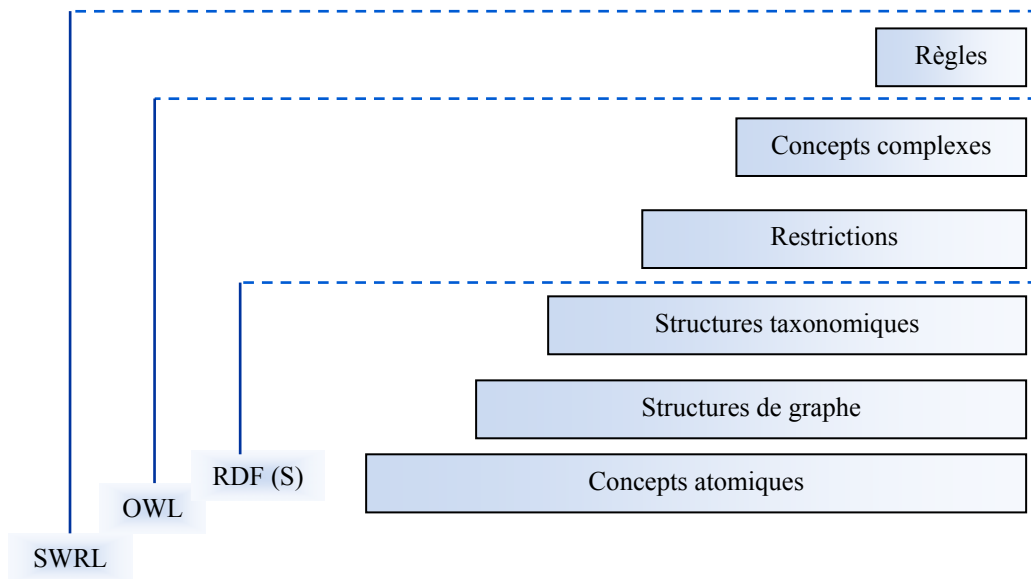 Règles
Concepts complexes
Restrictions
Structures taxonomiques
Structures de graphe
Concepts atomiques
RDF (S)
OWL
SWRL